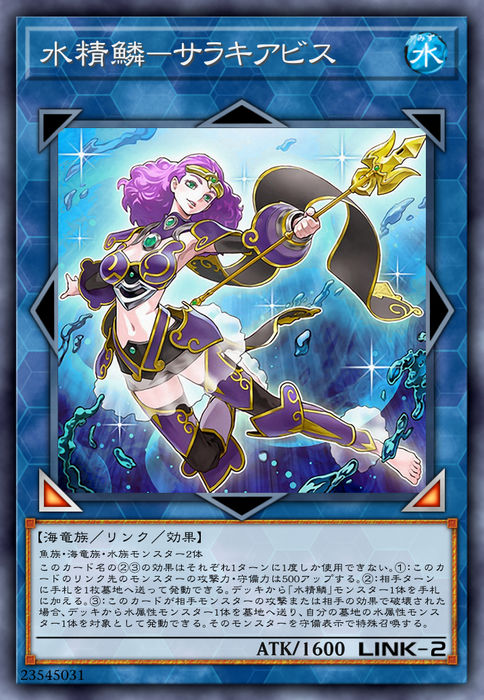 水精鱗－サラキアビス
みず
水
【海竜族／リンク／効果】
魚族・海竜族・水族モンスター2体
このカード名の②③の効果はそれぞれ1ターンに1度しか使用できない。①：このカ
ードのリンク先のモンスターの攻撃力・守備力は500アップする。②：相手ターン
に手札を1枚墓地へ送って発動できる。デッキから「水精鱗」モンスター1体を手札
に加える。③：このカードが相手モンスターの攻撃または相手の効果で破壊された
場合、デッキから水属性モンスター1体を墓地へ送り、自分の墓地の水属性モンス
ター1体を対象として発動できる。そのモンスターを守備表示で特殊召喚する。
ATK/1600 LINK-2
23545031